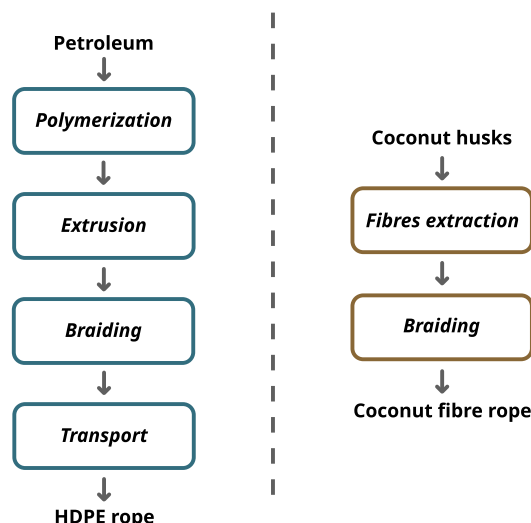 Petroleum
Polymerization
Extrusion
Braiding
Transport
HDPE rope
Coconut husks
Fibres extraction
Braiding
Coconut fibre rope